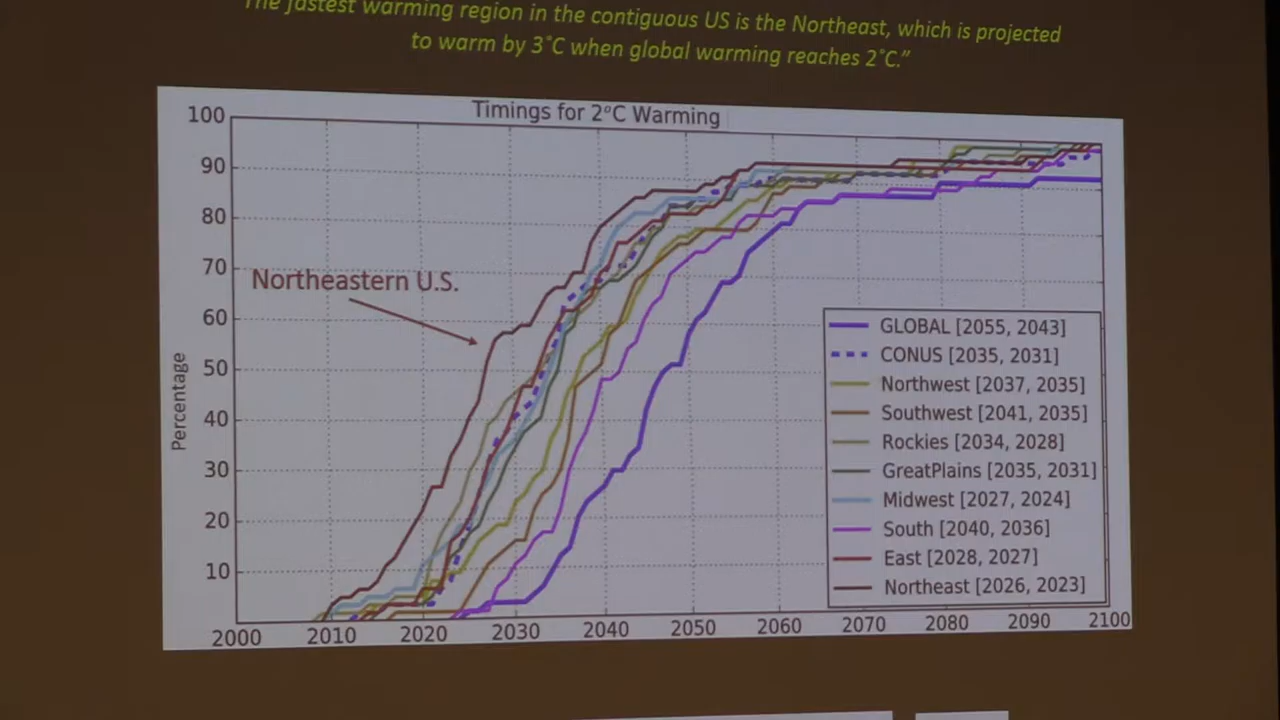 "The fastest warming region in the contiguous US is the Northeast, which is projected
to warm by 3°C when global warming reaches 2°C."
Timings for 2°C Warming
100
90
80
70
60
50
40
30
20
10
Percentage
Northeastern U.S.
GLOBAL [2055, 2043]
CONUS [2035, 2031]
Northwest [2037, 2035]
Southwest [2041, 2035]
Rockies [2034, 2028]
GreatPlains [2035, 2031]
Midwest [2027, 2024]
South [2040, 2036]
East [2028, 2027]
Northeast [2026, 2023]
2000 2010 2020 2030 2040 2050 2060 2070 2080 2090 2100